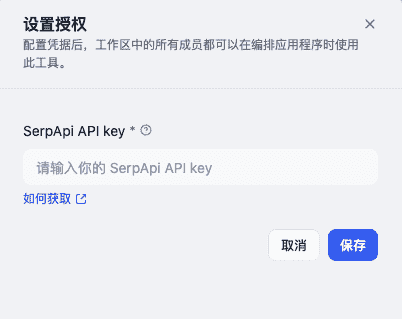 设置授权
配置凭据后，工作区中的所有成员都可以在编排应用程序时使用
此工具。
SerpApi API key *
请输入你的 SerpApi API key
如何获取
取消
保存